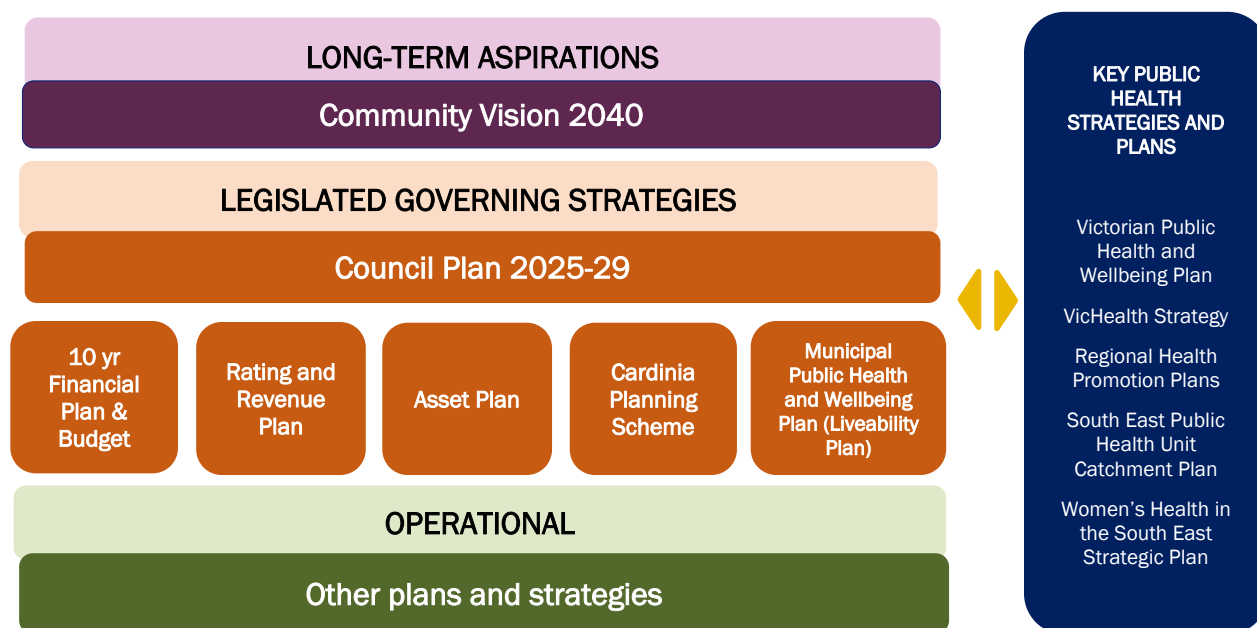 LONG-TERM ASPIRATIONS
Community Vision 2040
LEGISLATED GOVERNING STRATEGIES
Council Plan 2025-29
10 yr
Financial
Plan &
Budget
Rating and
Revenue
Plan
Asset Plan
Cardinia
Planning
Scheme
Municipal
Public Health
and Wellbeing
Plan (Liveability
Plan)
OPERATIONAL
Other plans and strategies
KEY PUBLIC
HEALTH
STRATEGIES AND
PLANS
Victorian Public
Health and
Wellbeing Plan
VicHealth Strategy
Regional Health
Promotion Plans
South East Public
Health Unit
Catchment Plan
Women’s Health in
the South East
Strategic Plan